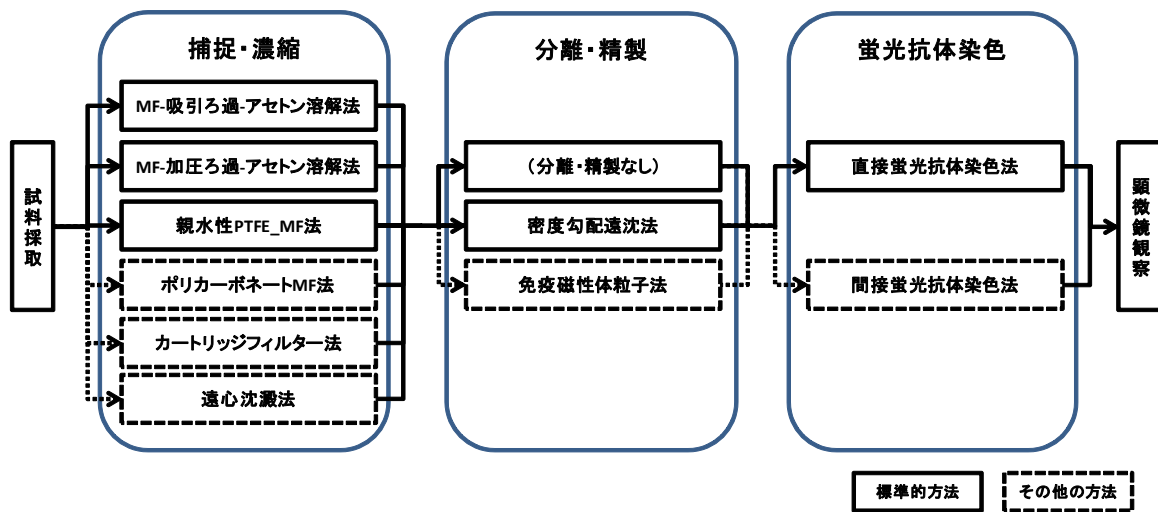 試料採取
捕捉・濃縮
MF-吸引ろ過-アセトン溶解法
MF-加圧ろ過-アセトン溶解法
親水性PTFE_MF法
ポリカーボネートMF法
カートリッジフィルター法
遠心沈澱法
分離・精製
(分離・精製なし)
密度勾配遠沈法
免疫磁性体粒子法
蛍光抗体染色
直接蛍光抗体染色法
間接蛍光抗体染色法
顕微鏡観察
標準的方法
その他の方法